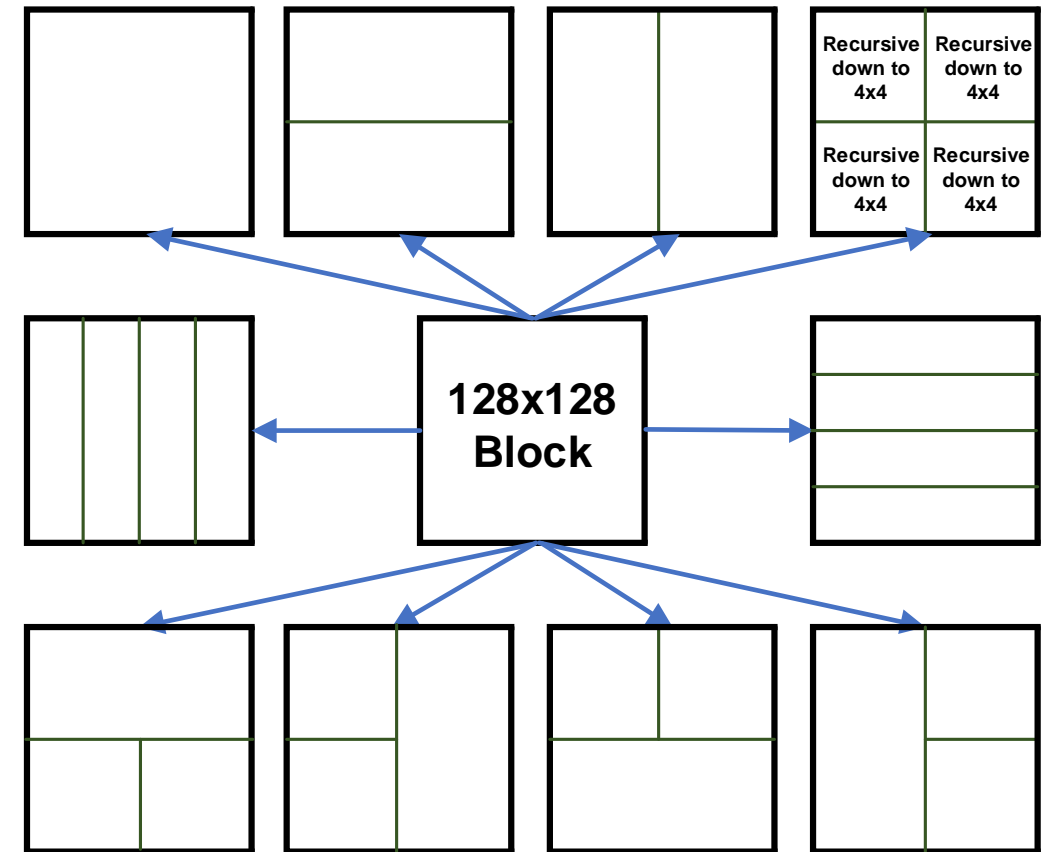 Recursive
down to
4x4
Recursive
down to
4x4
Recursive
down to
4x4
Recursive
down to
4x4
128x128
Block